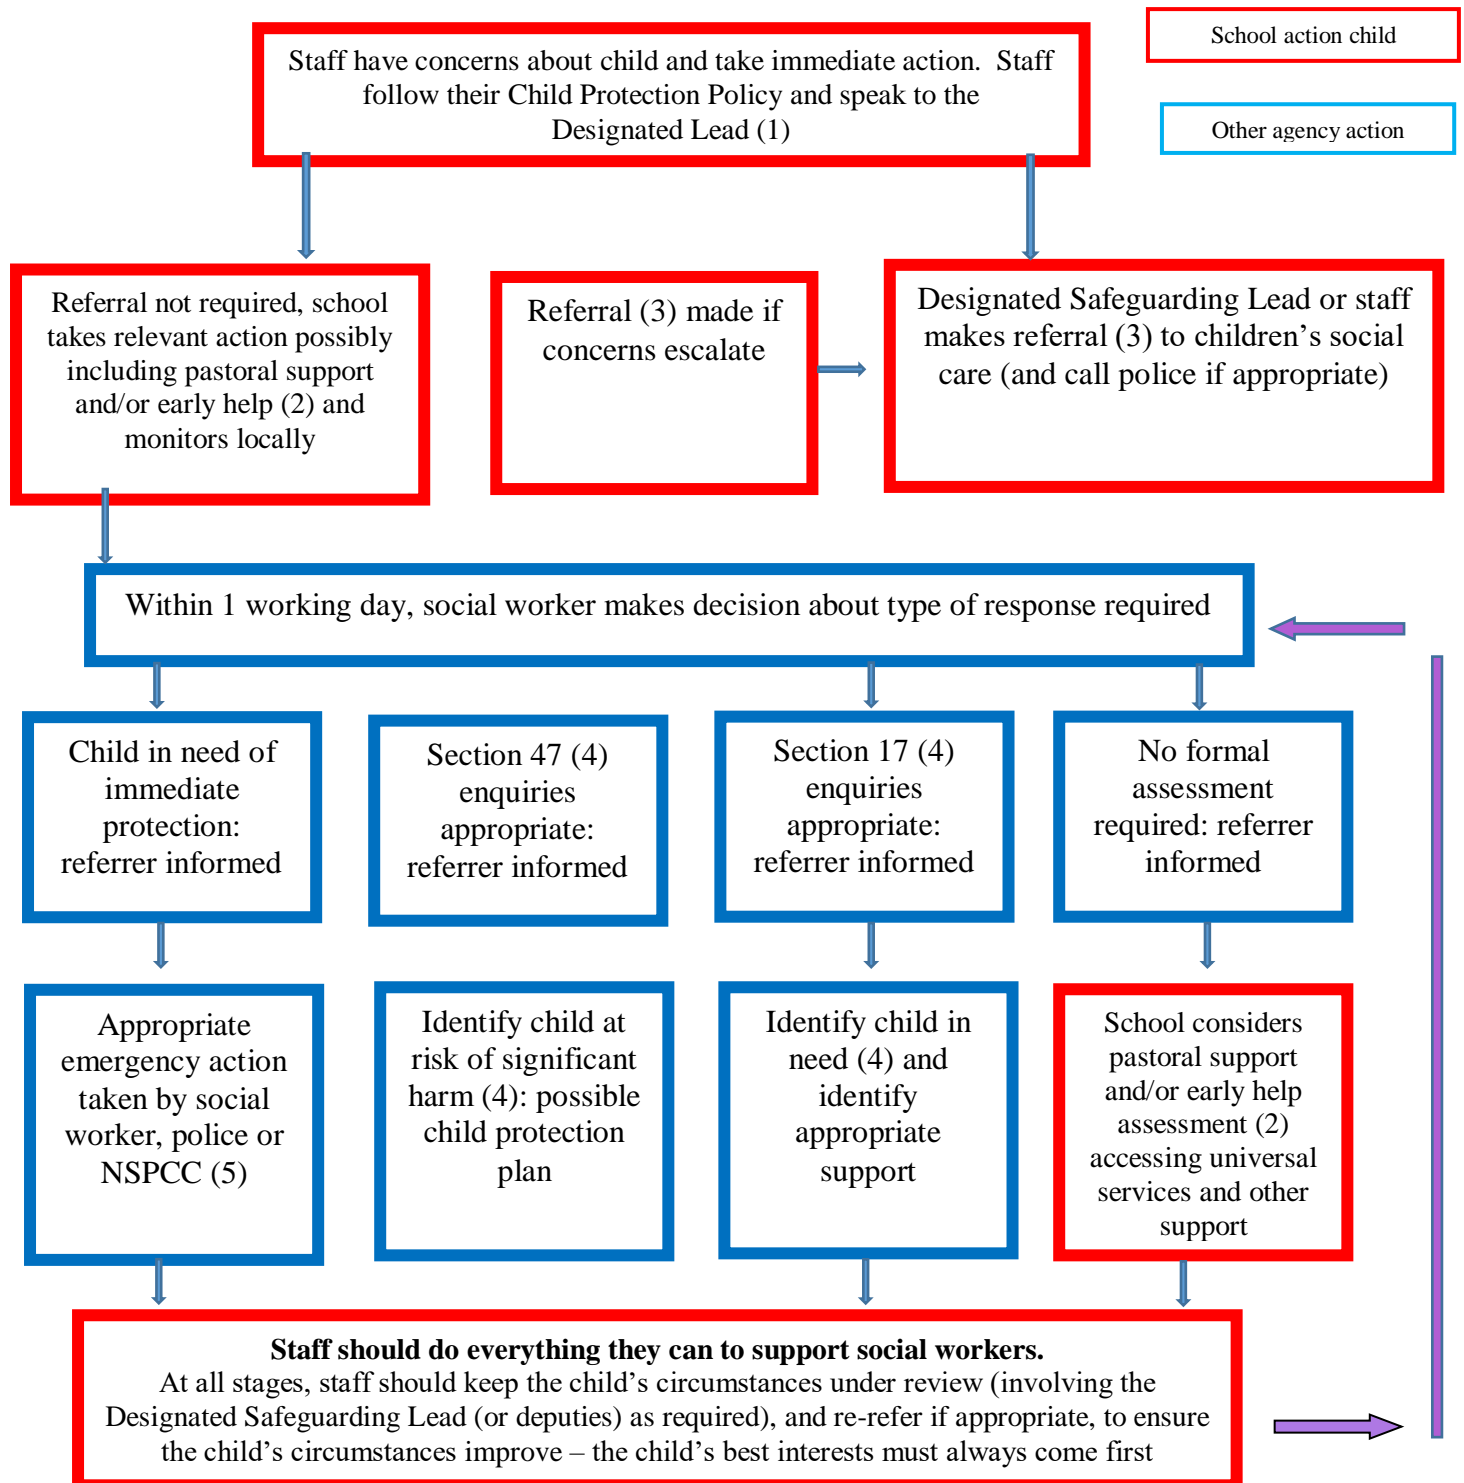 Staff have concerns about child and take immediate action.  Staff
follow their Child Protection Policy and speak to the
Designated Lead (1)
School action child
Other agency action
Referral not required, school
takes relevant action possibly
including pastoral support
and/or early help (2) and
monitors locally
Referral (3) made if
concerns escalate
Designated Safeguarding Lead or staff
makes referral (3) to children’s social
care (and call police if appropriate)
Within 1 working day, social worker makes decision about type of response required
Child in need of
immediate
protection:
referrer informed
Section 47 (4)
enquiries
appropriate:
referrer informed
Section 17 (4)
enquiries
appropriate:
referrer informed
No formal
assessment
required: referrer
informed
Appropriate
emergency action
taken by social
worker, police or
NSPCC (5)
Identify child at
risk of significant
harm (4): possible
child protection
plan
Identify child in
need (4) and
identify
appropriate
support
School considers
pastoral support
and/or early help
assessment (2)
accessing universal
services and other
support
Staff should do everything they can to support social workers.
At all stages, staff should keep the child’s circumstances under review (involving the
Designated Safeguarding Lead (or deputies) as required), and re-refer if appropriate, to ensure
the child’s circumstances improve – the child’s best interests must always come first